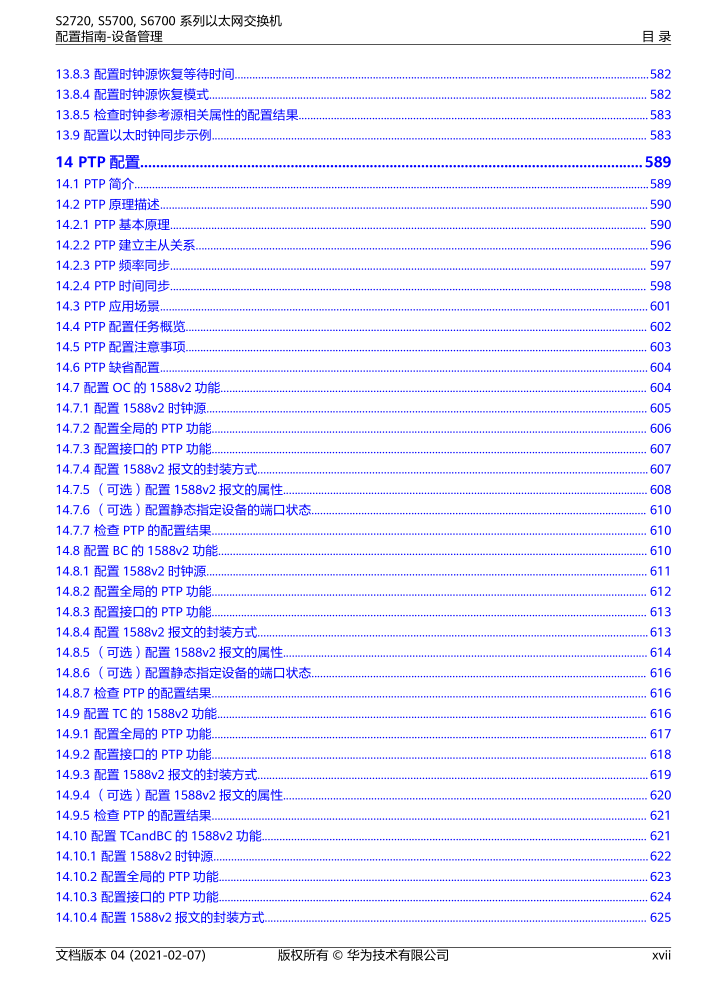 S2720, S5700, S6700 系列以太网交换机
配置指南-设备管理 目 录
13.8.3 配置时钟源恢复等待时间 582
13.8.4 配置时钟源恢复模式 582
13.8.5 检查时钟参考源相关属性的配置结果 583
13.9 配置以太时钟同步示例 583
14 PTP 配置 589
14.1 PTP 简介 589
14.2 PTP 原理描述 590
14.2.1 PTP 基本原理 590
14.2.2 PTP 建立主从关系 596
14.2.3 PTP 频率同步 597
14.2.4 PTP 时间同步 598
14.3 PTP 应用场景 601
14.4 PTP 配置任务概览 602
14.5 PTP 配置注意事项 603
14.6 PTP 缺省配置 604
14.7 配置 OC 的 1588v2 功能 604
14.7.1 配置 1588v2 时钟源 605
14.7.2 配置全局的 PTP 功能 606
14.7.3 配置接口的 PTP 功能 607
14.7.4 配置 1588v2 报文的封装方式 607
14.7.5 （可选）配置 1588v2 报文的属性 608
14.7.6 （可选）配置静态指定设备的端口状态 610
14.7.7 检查 PTP 的配置结果 610
14.8 配置 BC 的 1588v2 功能 610
14.8.1 配置 1588v2 时钟源 611
14.8.2 配置全局的 PTP 功能 612
14.8.3 配置接口的 PTP 功能 613
14.8.4 配置 1588v2 报文的封装方式 613
14.8.5 （可选）配置 1588v2 报文的属性 614
14.8.6 （可选）配置静态指定设备的端口状态 616
14.8.7 检查 PTP 的配置结果 616
14.9 配置 TC 的 1588v2 功能 616
14.9.1 配置全局的 PTP 功能 617
14.9.2 配置接口的 PTP 功能 618
14.9.3 配置 1588v2 报文的封装方式 619
14.9.4 （可选）配置 1588v2 报文的属性 620
14.9.5 检查 PTP 的配置结果 621
14.10 配置 TCandBC 的 1588v2 功能 621
14.10.1 配置 1588v2 时钟源 622
14.10.2 配置全局的 PTP 功能 623
14.10.3 配置接口的 PTP 功能 624
14.10.4 配置 1588v2 报文的封装方式 625
文档版本 04 (2021-02-07) 版权所有 © 华为技术有限公司 xvii